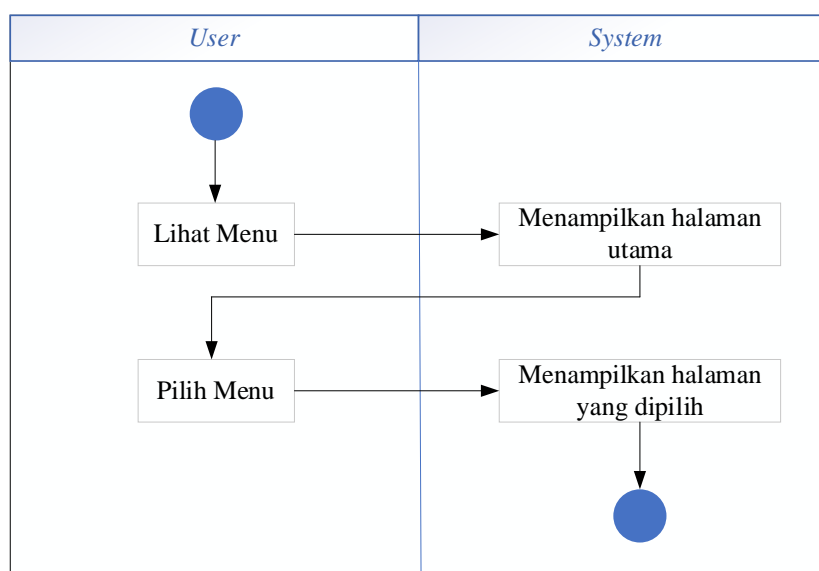 User
System
Lihat Menu
Menampilkan halaman
utama
Pilih Menu
Menampilkan halaman
yang dipilih